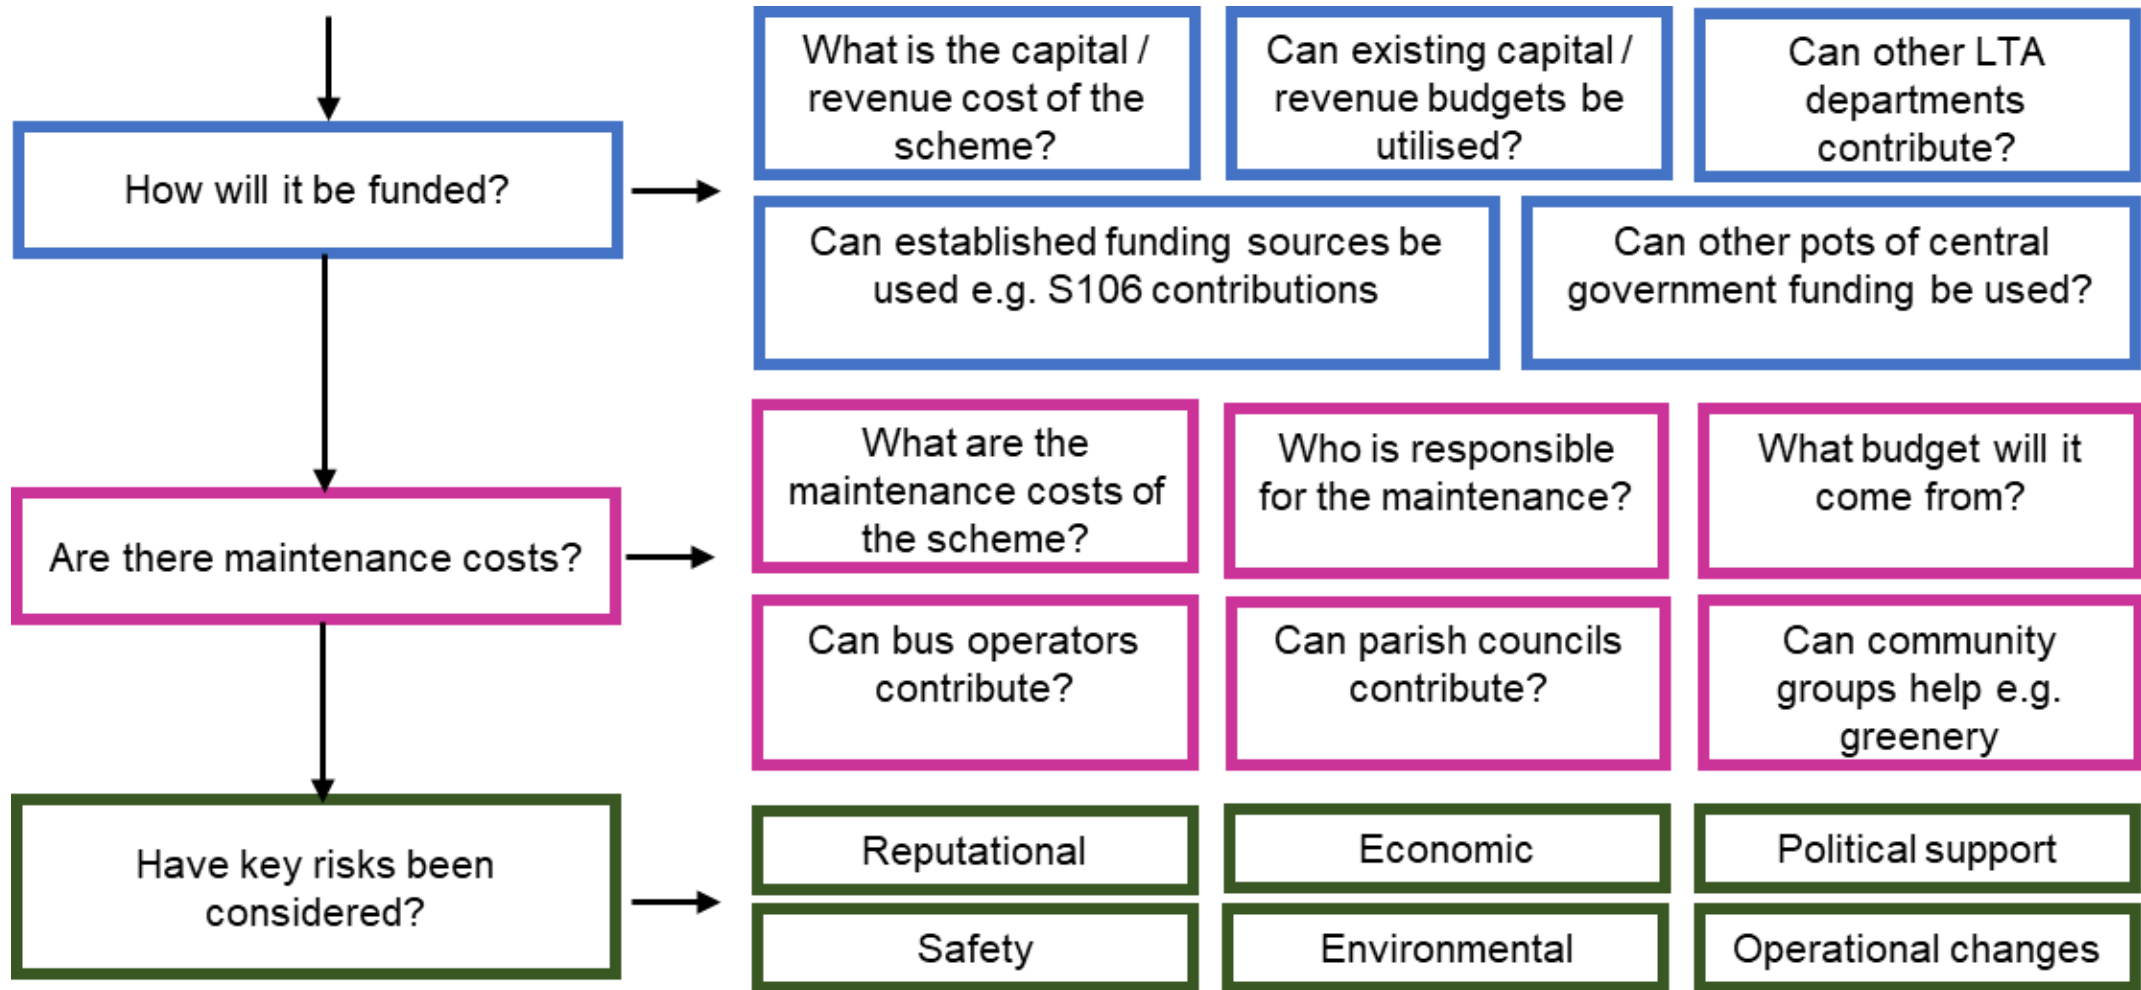 How will it be funded?
What is the capital /
revenue cost of the
scheme?
Can existing capital /
revenue budgets be
utilised?
Can other LTA
departments
contribute?
Can established funding sources be
used e.g. S106 contributions
Can other pots of central
government funding be used?
Are there maintenance costs?
What are the
maintenance costs of
the scheme?
Who is responsible
for the maintenance?
What budget will it
come from?
Can bus operators
contribute?
Can parish councils
contribute?
Can community
groups help e.g.
greenery
Have key risks been
considered?
Reputational
Economic
Political support
Safety
Environmental
Operational changes